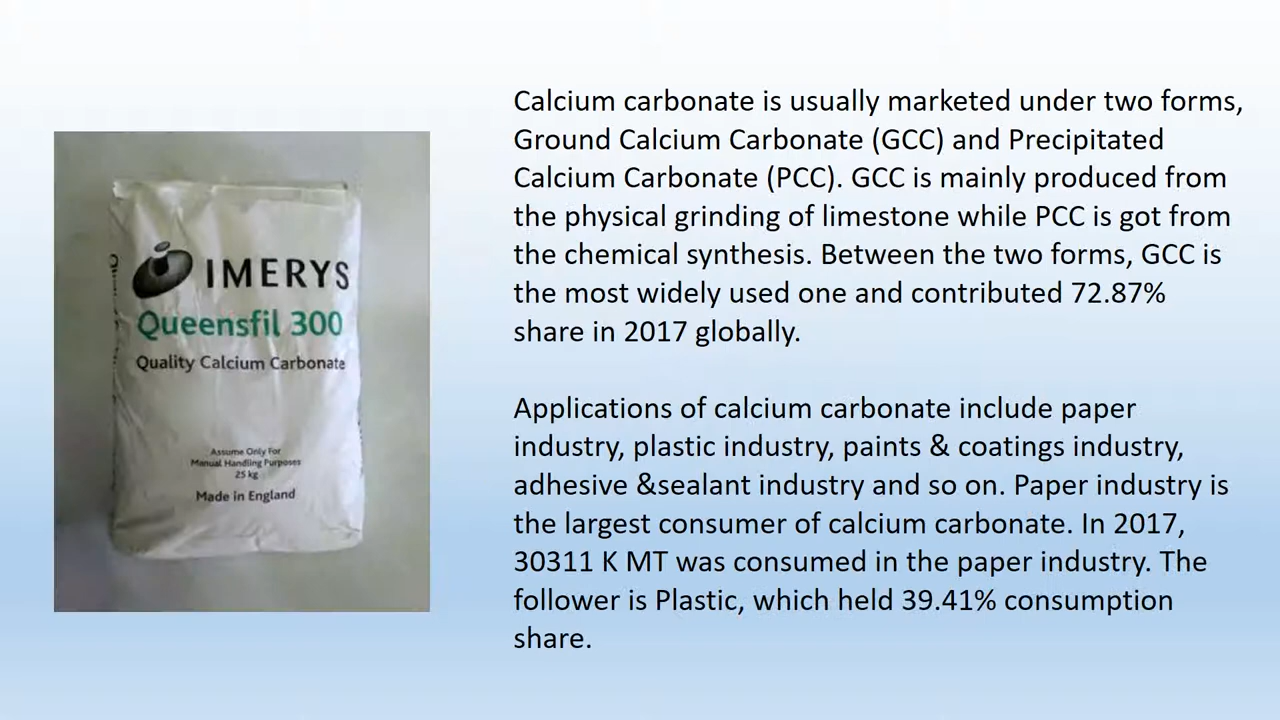 IMERYS
Queensfil 300
Quality Calcium Carbonate
Assume Only For
Manual Handling Purposes
25 kg
Made in England
Calcium carbonate is usually marketed under two forms,
Ground Calcium Carbonate (GCC) and Precipitated
Calcium Carbonate (PCC). GCC is mainly produced from
the physical grinding of limestone while PCC is got from
the chemical synthesis. Between the two forms, GCC is
the most widely used one and contributed 72.87%
share in 2017 globally.
Applications of calcium carbonate include paper
industry, plastic industry, paints & coatings industry,
adhesive &sealant industry and so on. Paper industry is
the largest consumer of calcium carbonate. In 2017,
30311 K MT was consumed in the paper industry. The
follower is Plastic, which held 39.41% consumption
share.